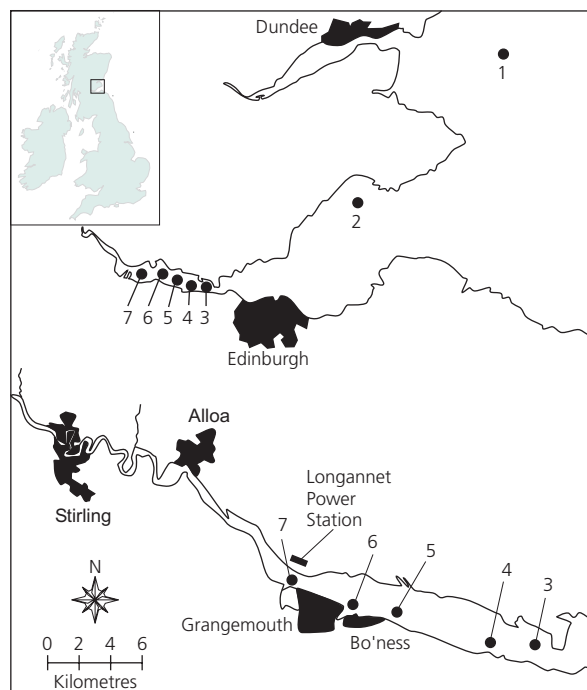 Dundee
1
2
7 6 5 4 3
Edinburgh
Alloa
Stirling
Longannet
Power
Station
7
6
5
4
3
Grangemouth
Bo'ness
N
0 2 4 6
Kilometres